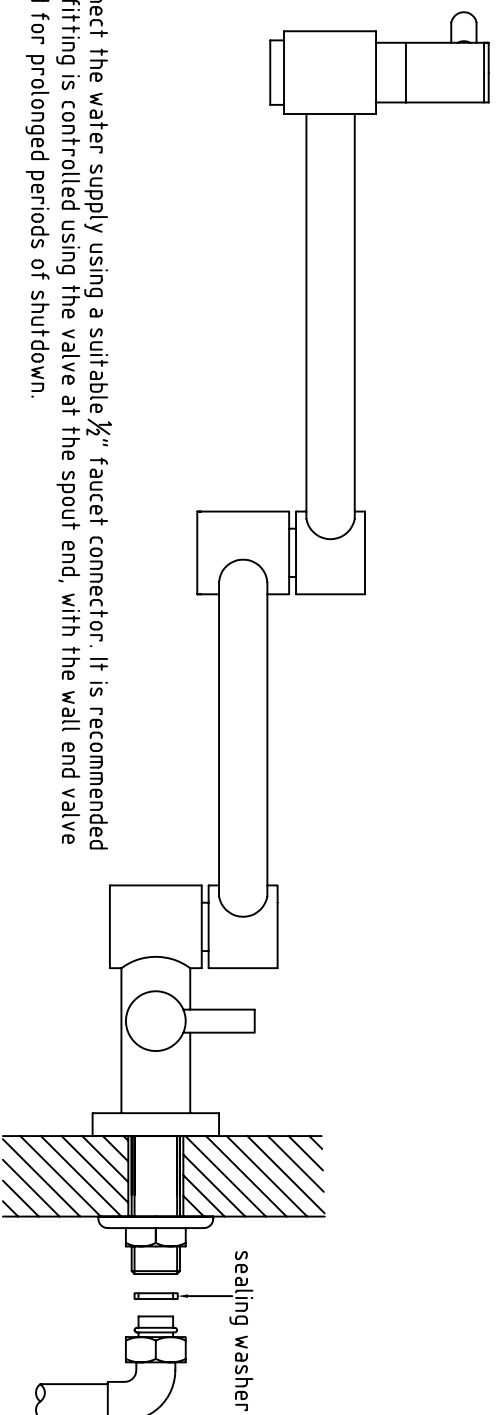 sealing washer
nect the water supply using a suitable ½" faucet connector. It is recommended
fitting is controlled using the valve at the spout end, with the wall end valve
for prolonged periods of shutdown.